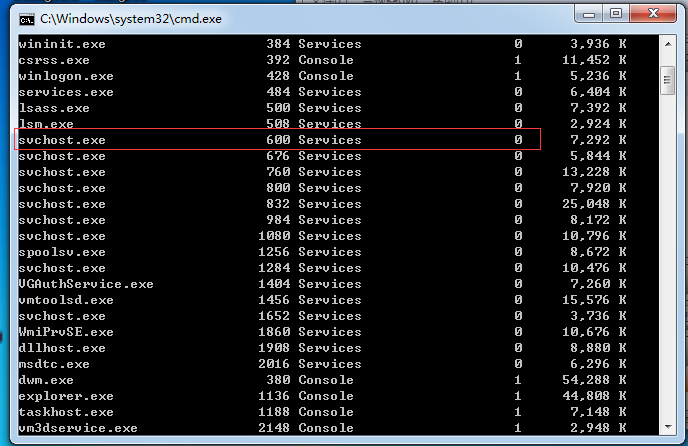 C:\Windows\system32\cmd.exe
wininit.exe 384 Services 0 3,936 K
csrss.exe 392 Console 1 11,452 K
winlogon.exe 428 Console 1 5,236 K
services.exe 484 Services 0 6,404 K
lsass.exe 500 Services 0 7,392 K
lsm.exe 508 Services 0 2,924 K
svchost.exe 600 Services 0 7,292 K
svchost.exe 676 Services 0 5,844 K
svchost.exe 760 Services 0 13,228 K
svchost.exe 800 Services 0 7,920 K
svchost.exe 832 Services 0 25,048 K
svchost.exe 984 Services 0 8,172 K
svchost.exe 1080 Services 0 10,796 K
spoolsv.exe 1256 Services 0 8,672 K
svchost.exe 1284 Services 0 10,476 K
VGAuthService.exe 1404 Services 0 7,260 K
vmtoolsd.exe 1456 Services 0 15,576 K
svchost.exe 1652 Services 0 3,736 K
WmiPrvSE.exe 1860 Services 0 10,676 K
dllhost.exe 1908 Services 0 8,880 K
msdtc.exe 2016 Services 0 6,296 K
dwm.exe 380 Console 1 54,288 K
explorer.exe 1136 Console 1 44,808 K
taskhost.exe 1188 Console 1 7,148 K
vm3dservice.exe 2148 Console 1 2,948 K